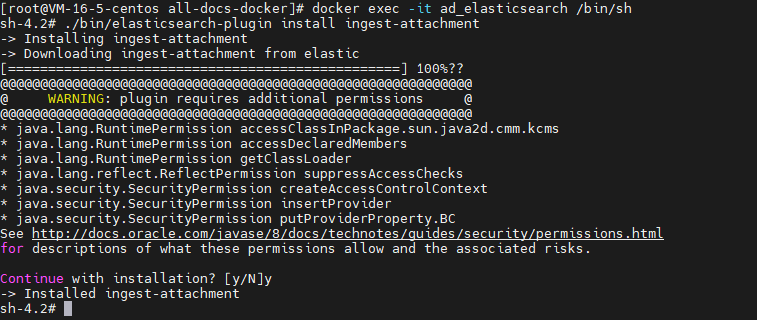 [root@VM-16-5-centos all-docs-docker]# docker exec -it ad_elasticsearch /bin/sh
sh-4.2# ./bin/elasticsearch-plugin install ingest-attachment
-> Installing ingest-attachment
-> Downloading ingest-attachment from elastic
[=================================================] 100%??
@@@@@@@@@@@@@@@@@@@@@@@@@@@@@@@@@@@@@@@@@@@@@@@@@@@@@@@@@@@
@     WARNING: plugin requires additional permissions     @
@@@@@@@@@@@@@@@@@@@@@@@@@@@@@@@@@@@@@@@@@@@@@@@@@@@@@@@@@@@
* java.lang.RuntimePermission accessClassInPackage.sun.java2d.cmm.kcms
* java.lang.RuntimePermission accessDeclaredMembers
* java.lang.RuntimePermission getClassLoader
* java.lang.reflect.ReflectPermission suppressAccessChecks
* java.security.SecurityPermission createAccessControlContext
* java.security.SecurityPermission insertProvider
* java.security.SecurityPermission putProviderProperty.BC
See http://docs.oracle.com/javase/8/docs/technotes/guides/security/permissions.html
for descriptions of what these permissions allow and the associated risks.
Continue with installation? [y/N]y
-> Installed ingest-attachment
sh-4.2#